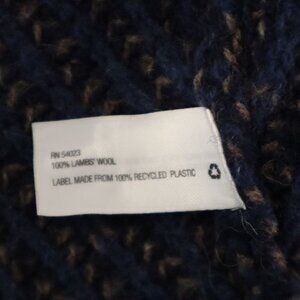 RN 54023
100% LAMBS' WOOL
LABEL MADE FROM 100% RECYCLED PLASTIC